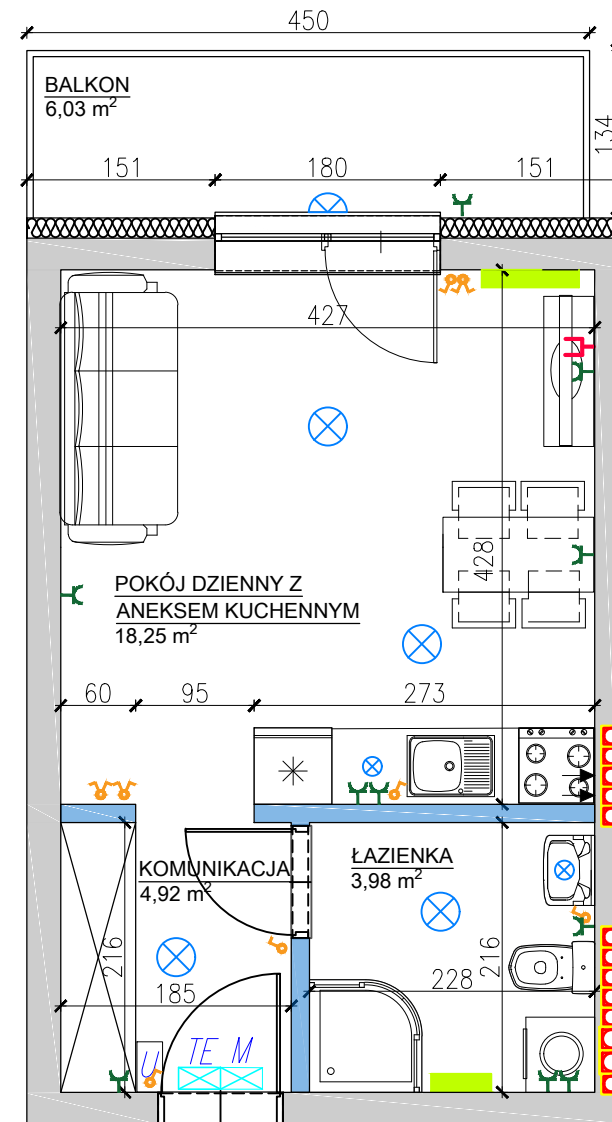 450
BALKON
6,03 m²
134
151
180
151
427
428
POKÓJ DZIENNY Z
ANEKSEM KUCHENNYM
18,25 m²
60
95
273
KOMUNIKACJA
4,92 m²
ŁAZIENKA
3,98 m²
216
216
185
228
U
TE M